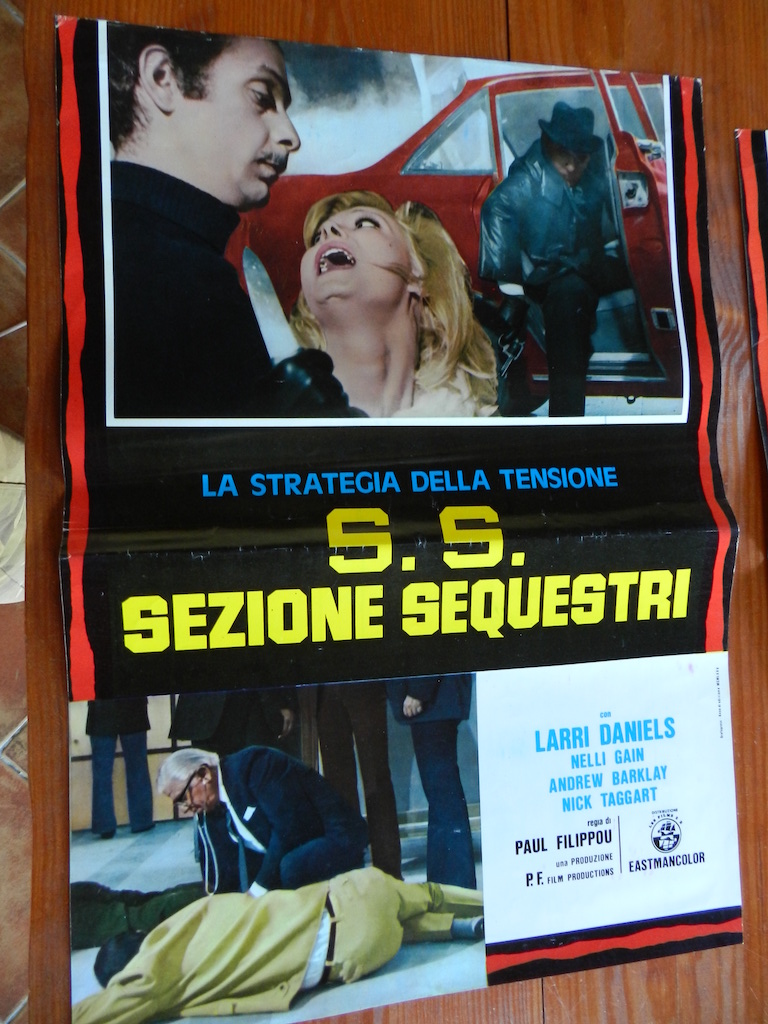 LA STRATEGIA DELLA TENSIONE
S. S.
SEZIONE SEQUESTRI
con
LARRI DANIELS
NELLI GAIN
ANDREW BARKLAY
NICK TAGGART
regia di
PAUL FILIPPOU
una PRODUZIONE
P.F. FILM PRODUCTIONS
DISTRIBUZIONE
EASTMANCOLOR